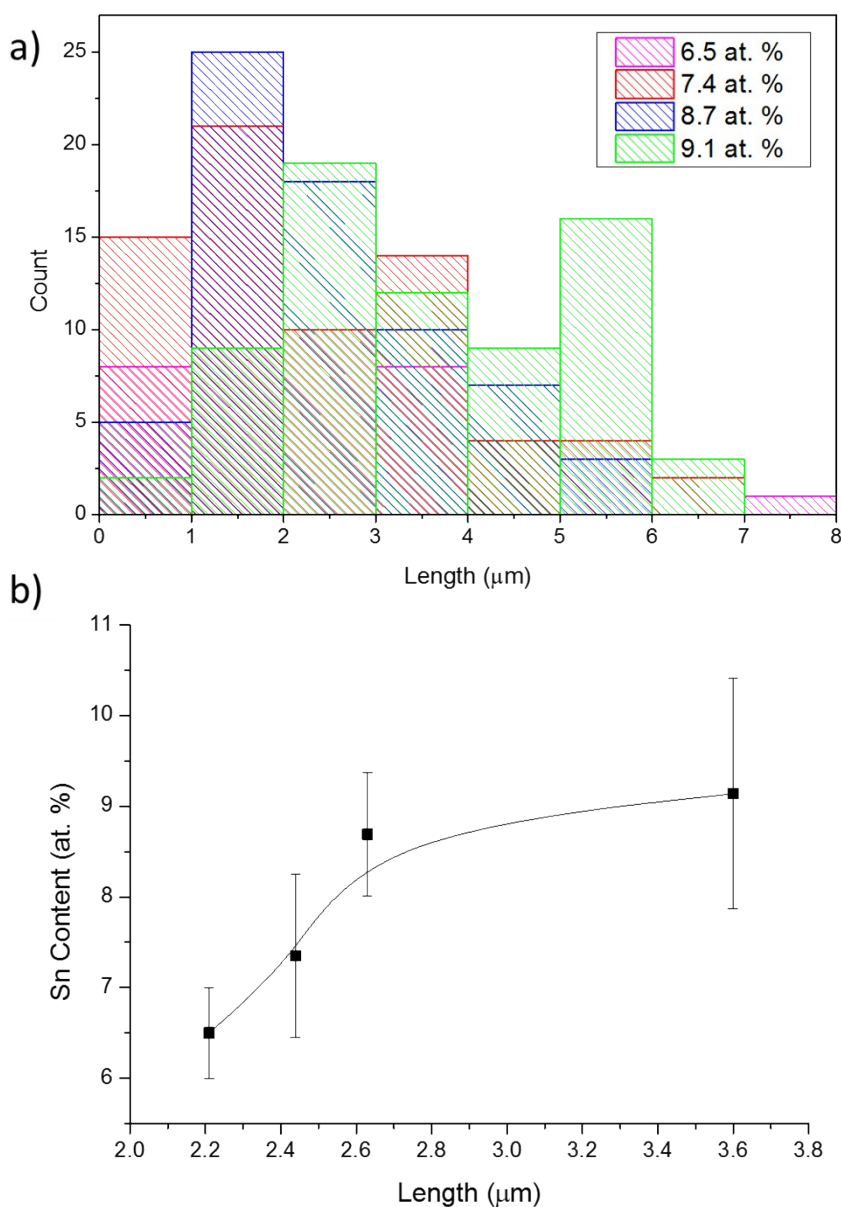 a)
25
20
15
10
5
0
Count
6.5 at. %
7.4 at. %
8.7 at. %
9.1 at. %
0 1 2 3 4 5 6 7 8
Length (μm)
b)
11
10
9
8
7
6
Sn Content (at. %)
2.0 2.2 2.4 2.6 2.8 3.0 3.2 3.4 3.6 3.8
Length (μm)